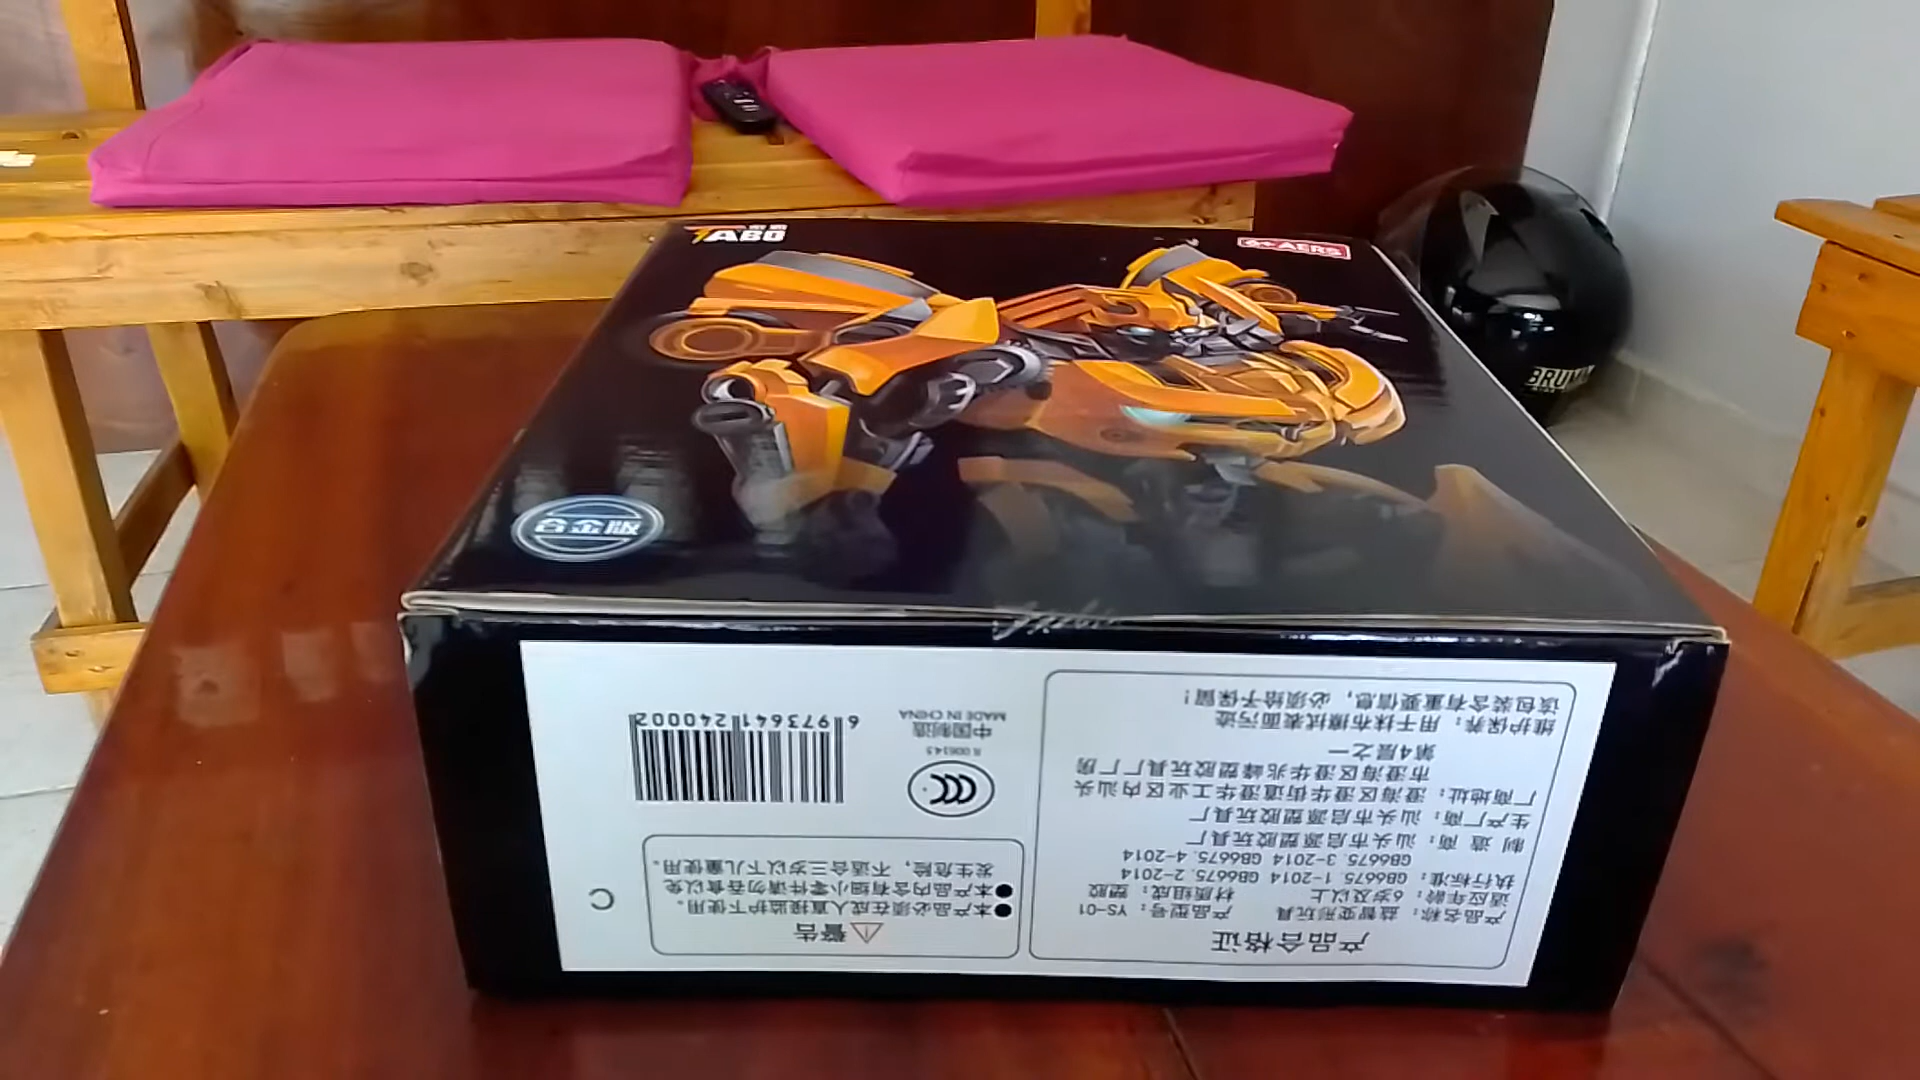 TABO
6+ AERS
合金版
BRUM
产品合格证
产品名称：益智变形玩具 产品型号：YS-01
适应年龄：6岁及以上 材质组成：塑胶
执行标准：GB6675.1-2014 GB6675.2-2014
GB6675.3-2014 GB6675.4-2014
制 造 商：汕头市启源塑胶玩具厂
生产厂商：汕头市启源塑胶玩具厂
厂商地址：澄海区澄华街道澄华工业区内汕头
市澄海区澄华兆峰塑胶玩具厂厂房
第4层之一
维护保养：用干抹布擦拭表面污迹
该包装含有重要信息，必须给予保留！
警告
●本产品必须在成人直接监护下使用。
●本产品内含有细小零件请勿吞食以免
发生危险，不适合三岁以下儿童使用。
C
CCC
中国制造
MADE IN CHINA
6 973641 240002